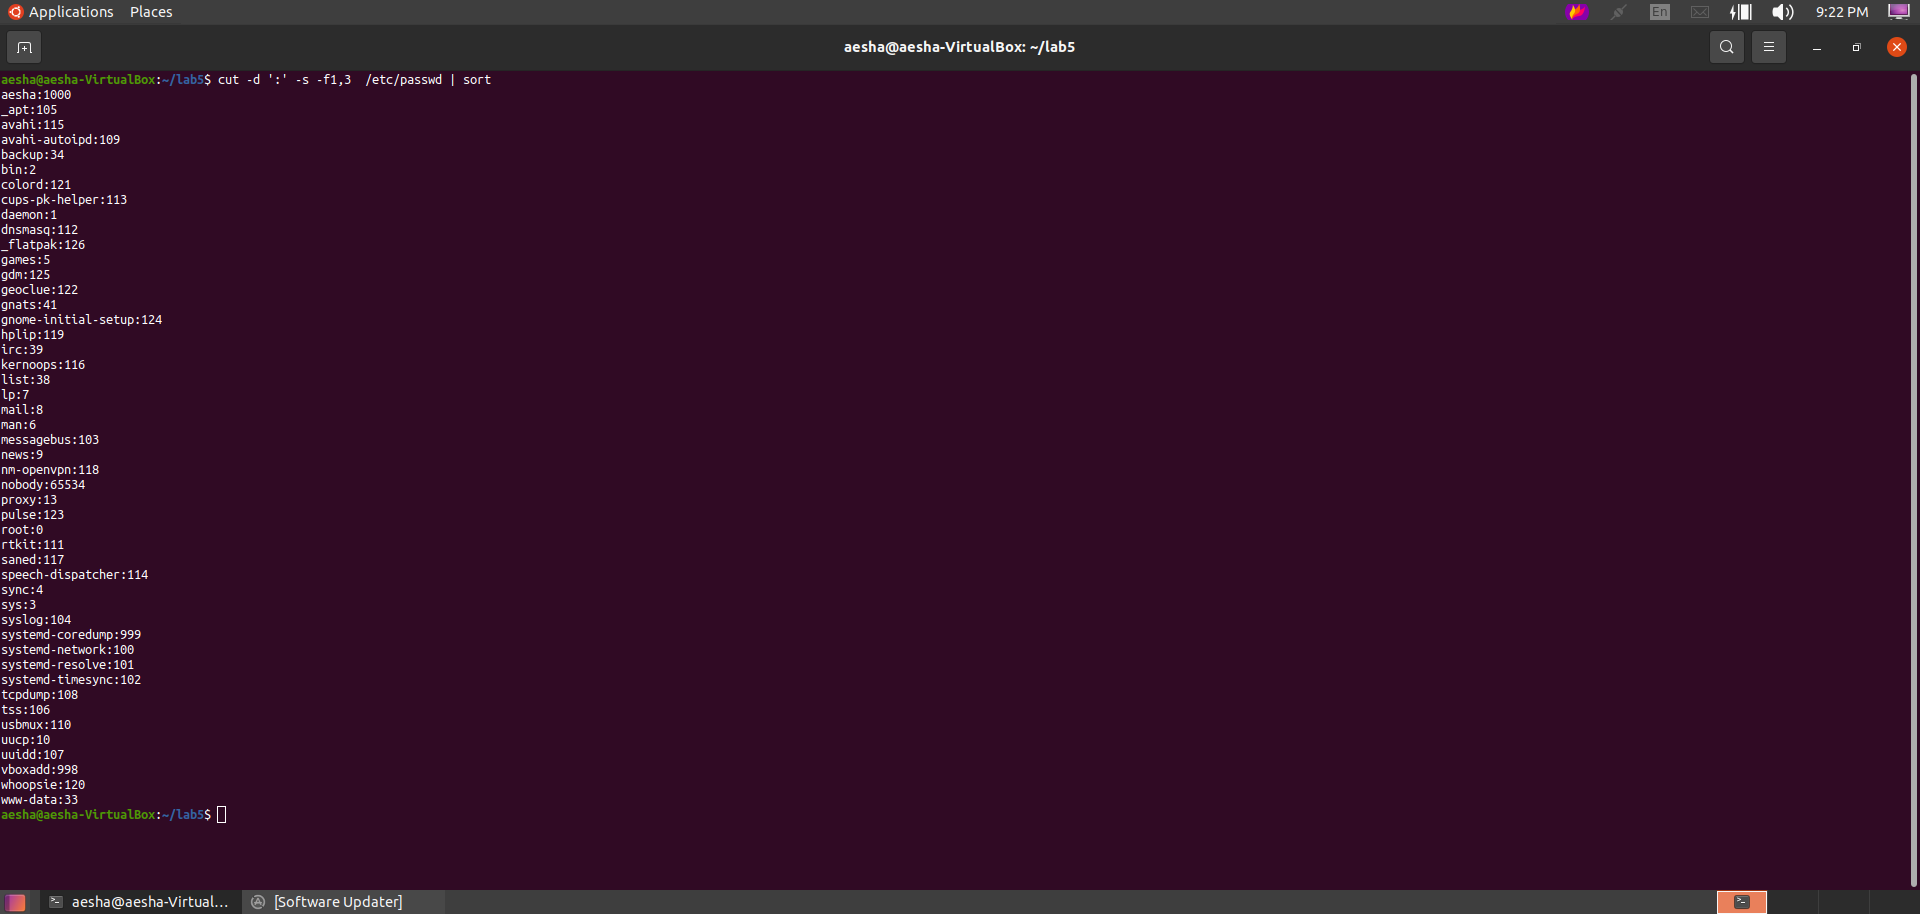 Applications Places En 9:22 PM
aesha@aesha-VirtualBox: ~/lab5
aesha@aesha-VirtualBox:~/lab5$ cut -d ':' -s -f1,3  /etc/passwd | sort
aesha:1000
_apt:105
avahi:115
avahi-autoipd:109
backup:34
bin:2
colord:121
cups-pk-helper:113
daemon:1
dnsmasq:112
_flatpak:126
games:5
gdm:125
geoclue:122
gnats:41
gnome-initial-setup:124
hplip:119
irc:39
kernoops:116
list:38
lp:7
mail:8
man:6
messagebus:103
news:9
nm-openvpn:118
nobody:65534
proxy:13
pulse:123
root:0
rtkit:111
saned:117
speech-dispatcher:114
sync:4
sys:3
syslog:104
systemd-coredump:999
systemd-network:100
systemd-resolve:101
systemd-timesync:102
tcpdump:108
tss:106
usbmux:110
uucp:10
uuidd:107
vboxadd:998
whoopsie:120
www-data:33
aesha@aesha-VirtualBox:~/lab5$
aesha@aesha-Virtual... [Software Updater]